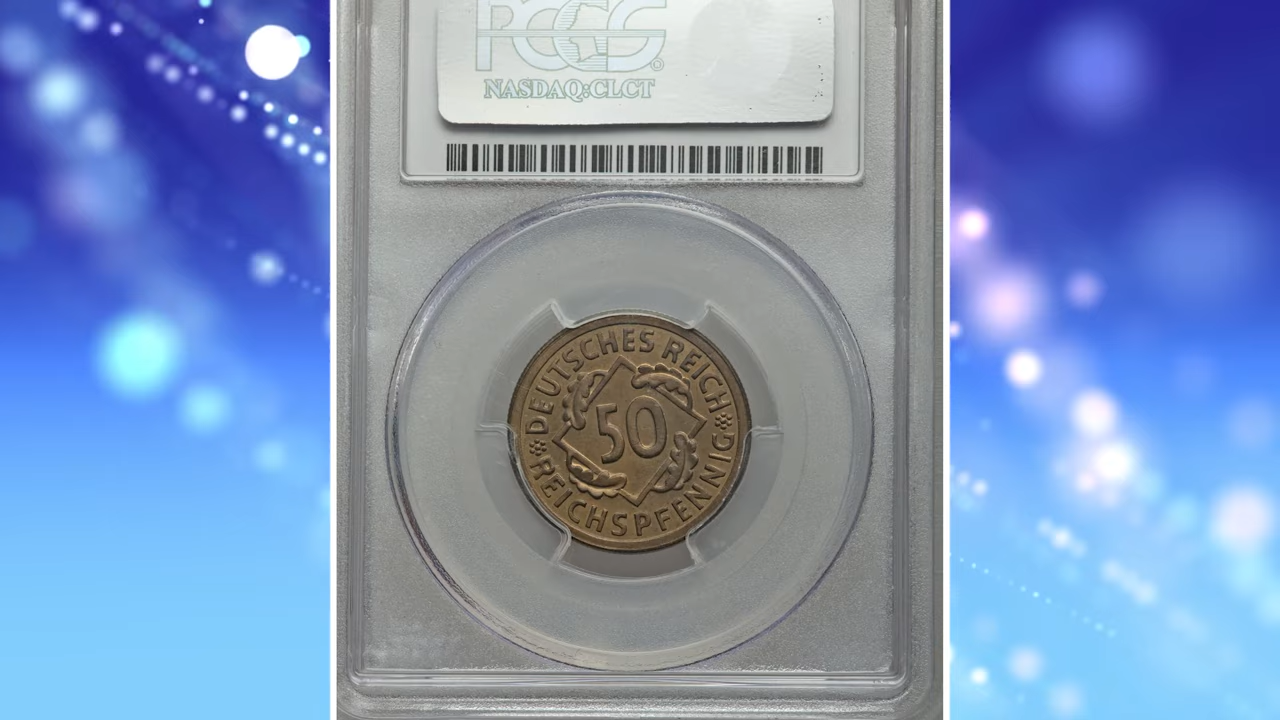 PCGS
NASDAQ:CLCT
DEUTSCHES REICH
50
REICHSPFENNIG